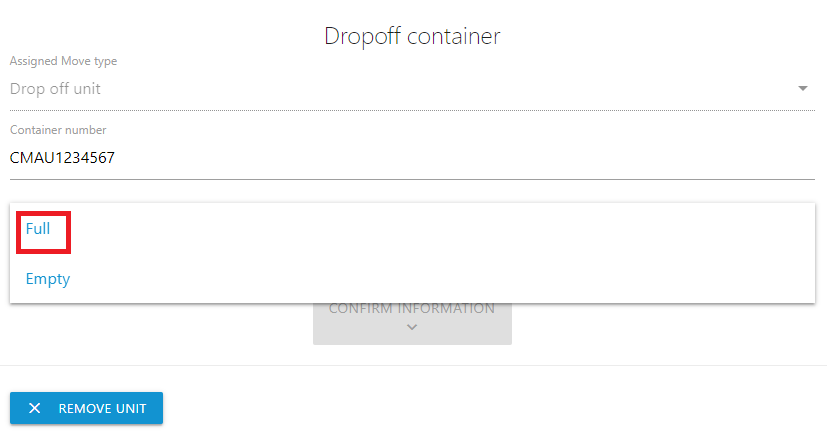 Dropoff container
Assigned Move type
Drop off unit
Container number
CMAU1234567
Full
Empty
CONFIRM INFORMATION
REMOVE UNIT